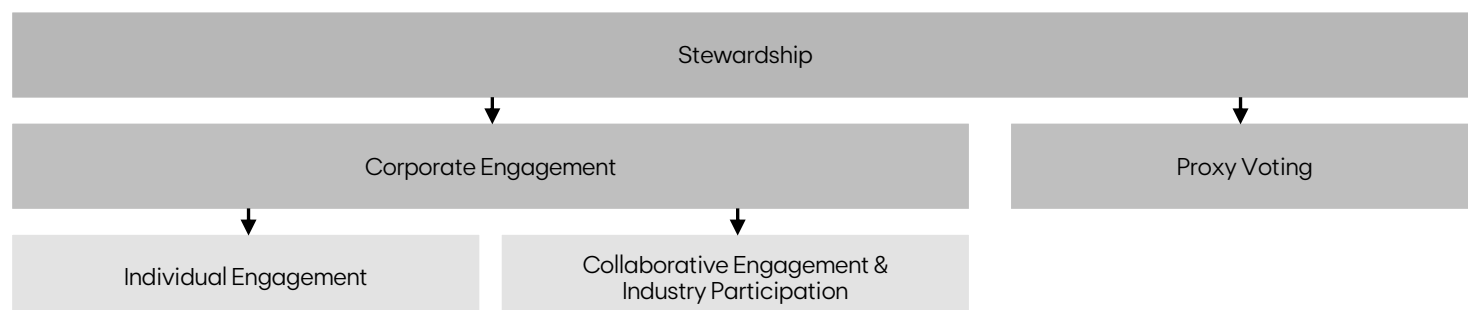 Stewardship
Corporate Engagement
Proxy Voting
Individual Engagement
Collaborative Engagement &
Industry Participation